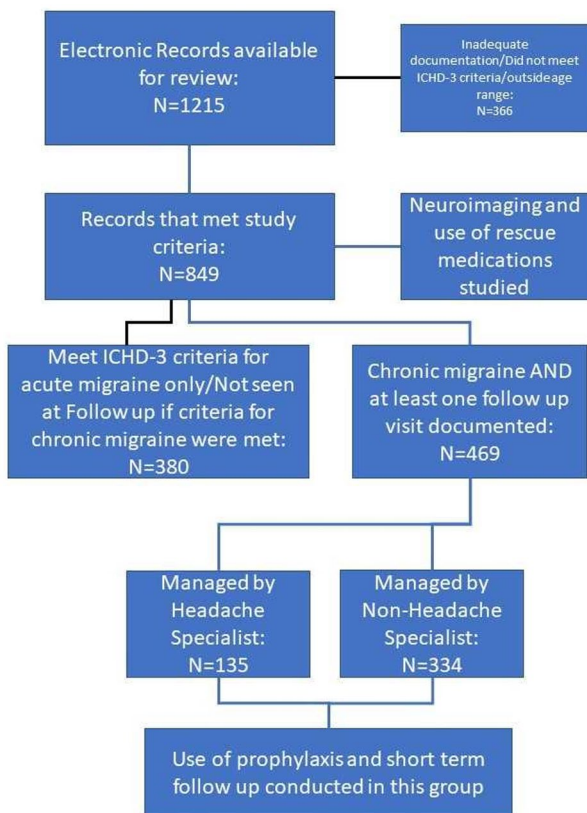 Electronic Records available
for review:
N=1215
Inadequate
documentation/Did not meet
ICHD-3 criteria/outsideage
range:
N=366
Records that met study
criteria:
N=849
Neuroimaging and
use of rescue
medications
studied
Meet ICHD-3 criteria for
acute migraine only/Not seen
at Follow up if criteria for
chronic migraine were met:
N=380
Chronic migraine AND
at least one follow up
visit documented:
N=469
Managed by
Headache
Specialist:
N=135
Managed by
Non-Headache
Specialist:
N=334
Use of prophylaxis and short term
follow up conducted in this group